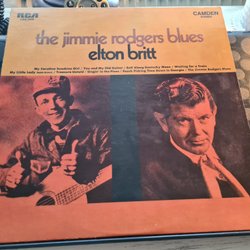 RCA
CAMDEN
STEREO
the jimmie rodgers blues
elton britt
My Carolina Sunshine Girl / You and My Old Guitar / Roll Along Kentucky Moon / Waiting for a Train
My Little Lady / Treasure Untold / Singin' in the Pines / Peach Picking Time Down in Georgia / The Jimmie Rodgers Blues